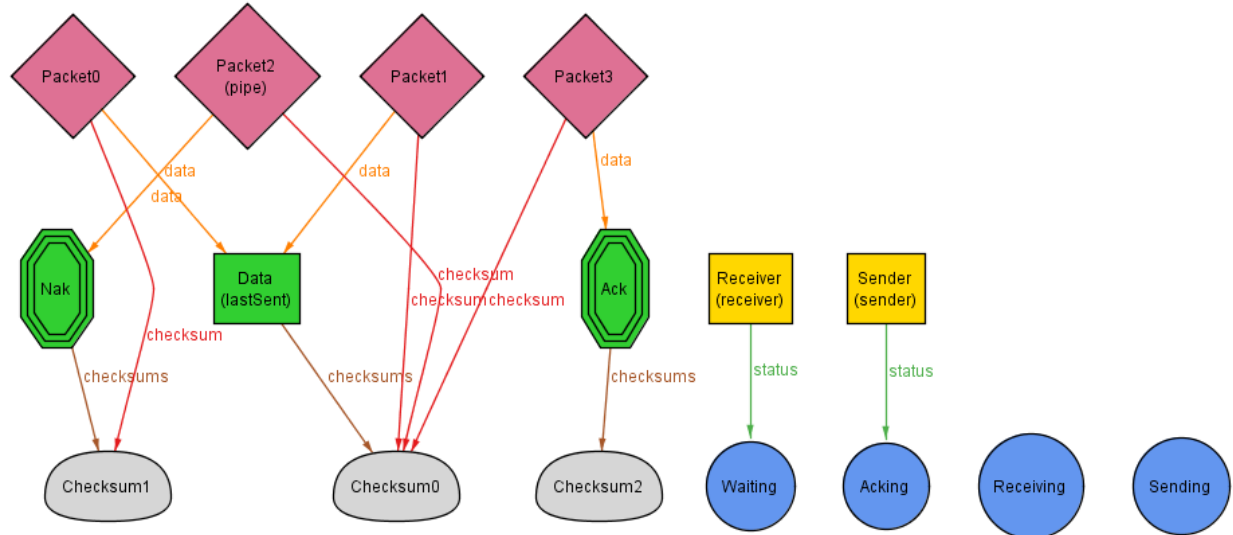 Packet0
Packet2
(pipe)
Packet1
Packet3
data
data
data
data
Nak
Data
(lastSent)
checksum
checksum
checksum
Ack
Receiver
(receiver)
Sender
(sender)
checksum
checksums
checksums
checksums
status
status
Checksum1
Checksum0
Checksum2
Waiting
Acking
Receiving
Sending